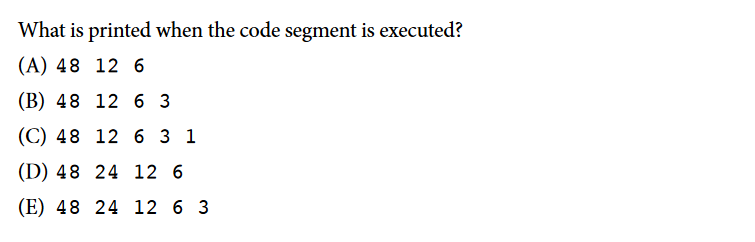 What is printed when the code segment is executed?
(A) 48 12 6
(B) 48 12 6 3
(C) 48 12 6 3 1
(D) 48 24 12 6
(E) 48 24 12 6 3